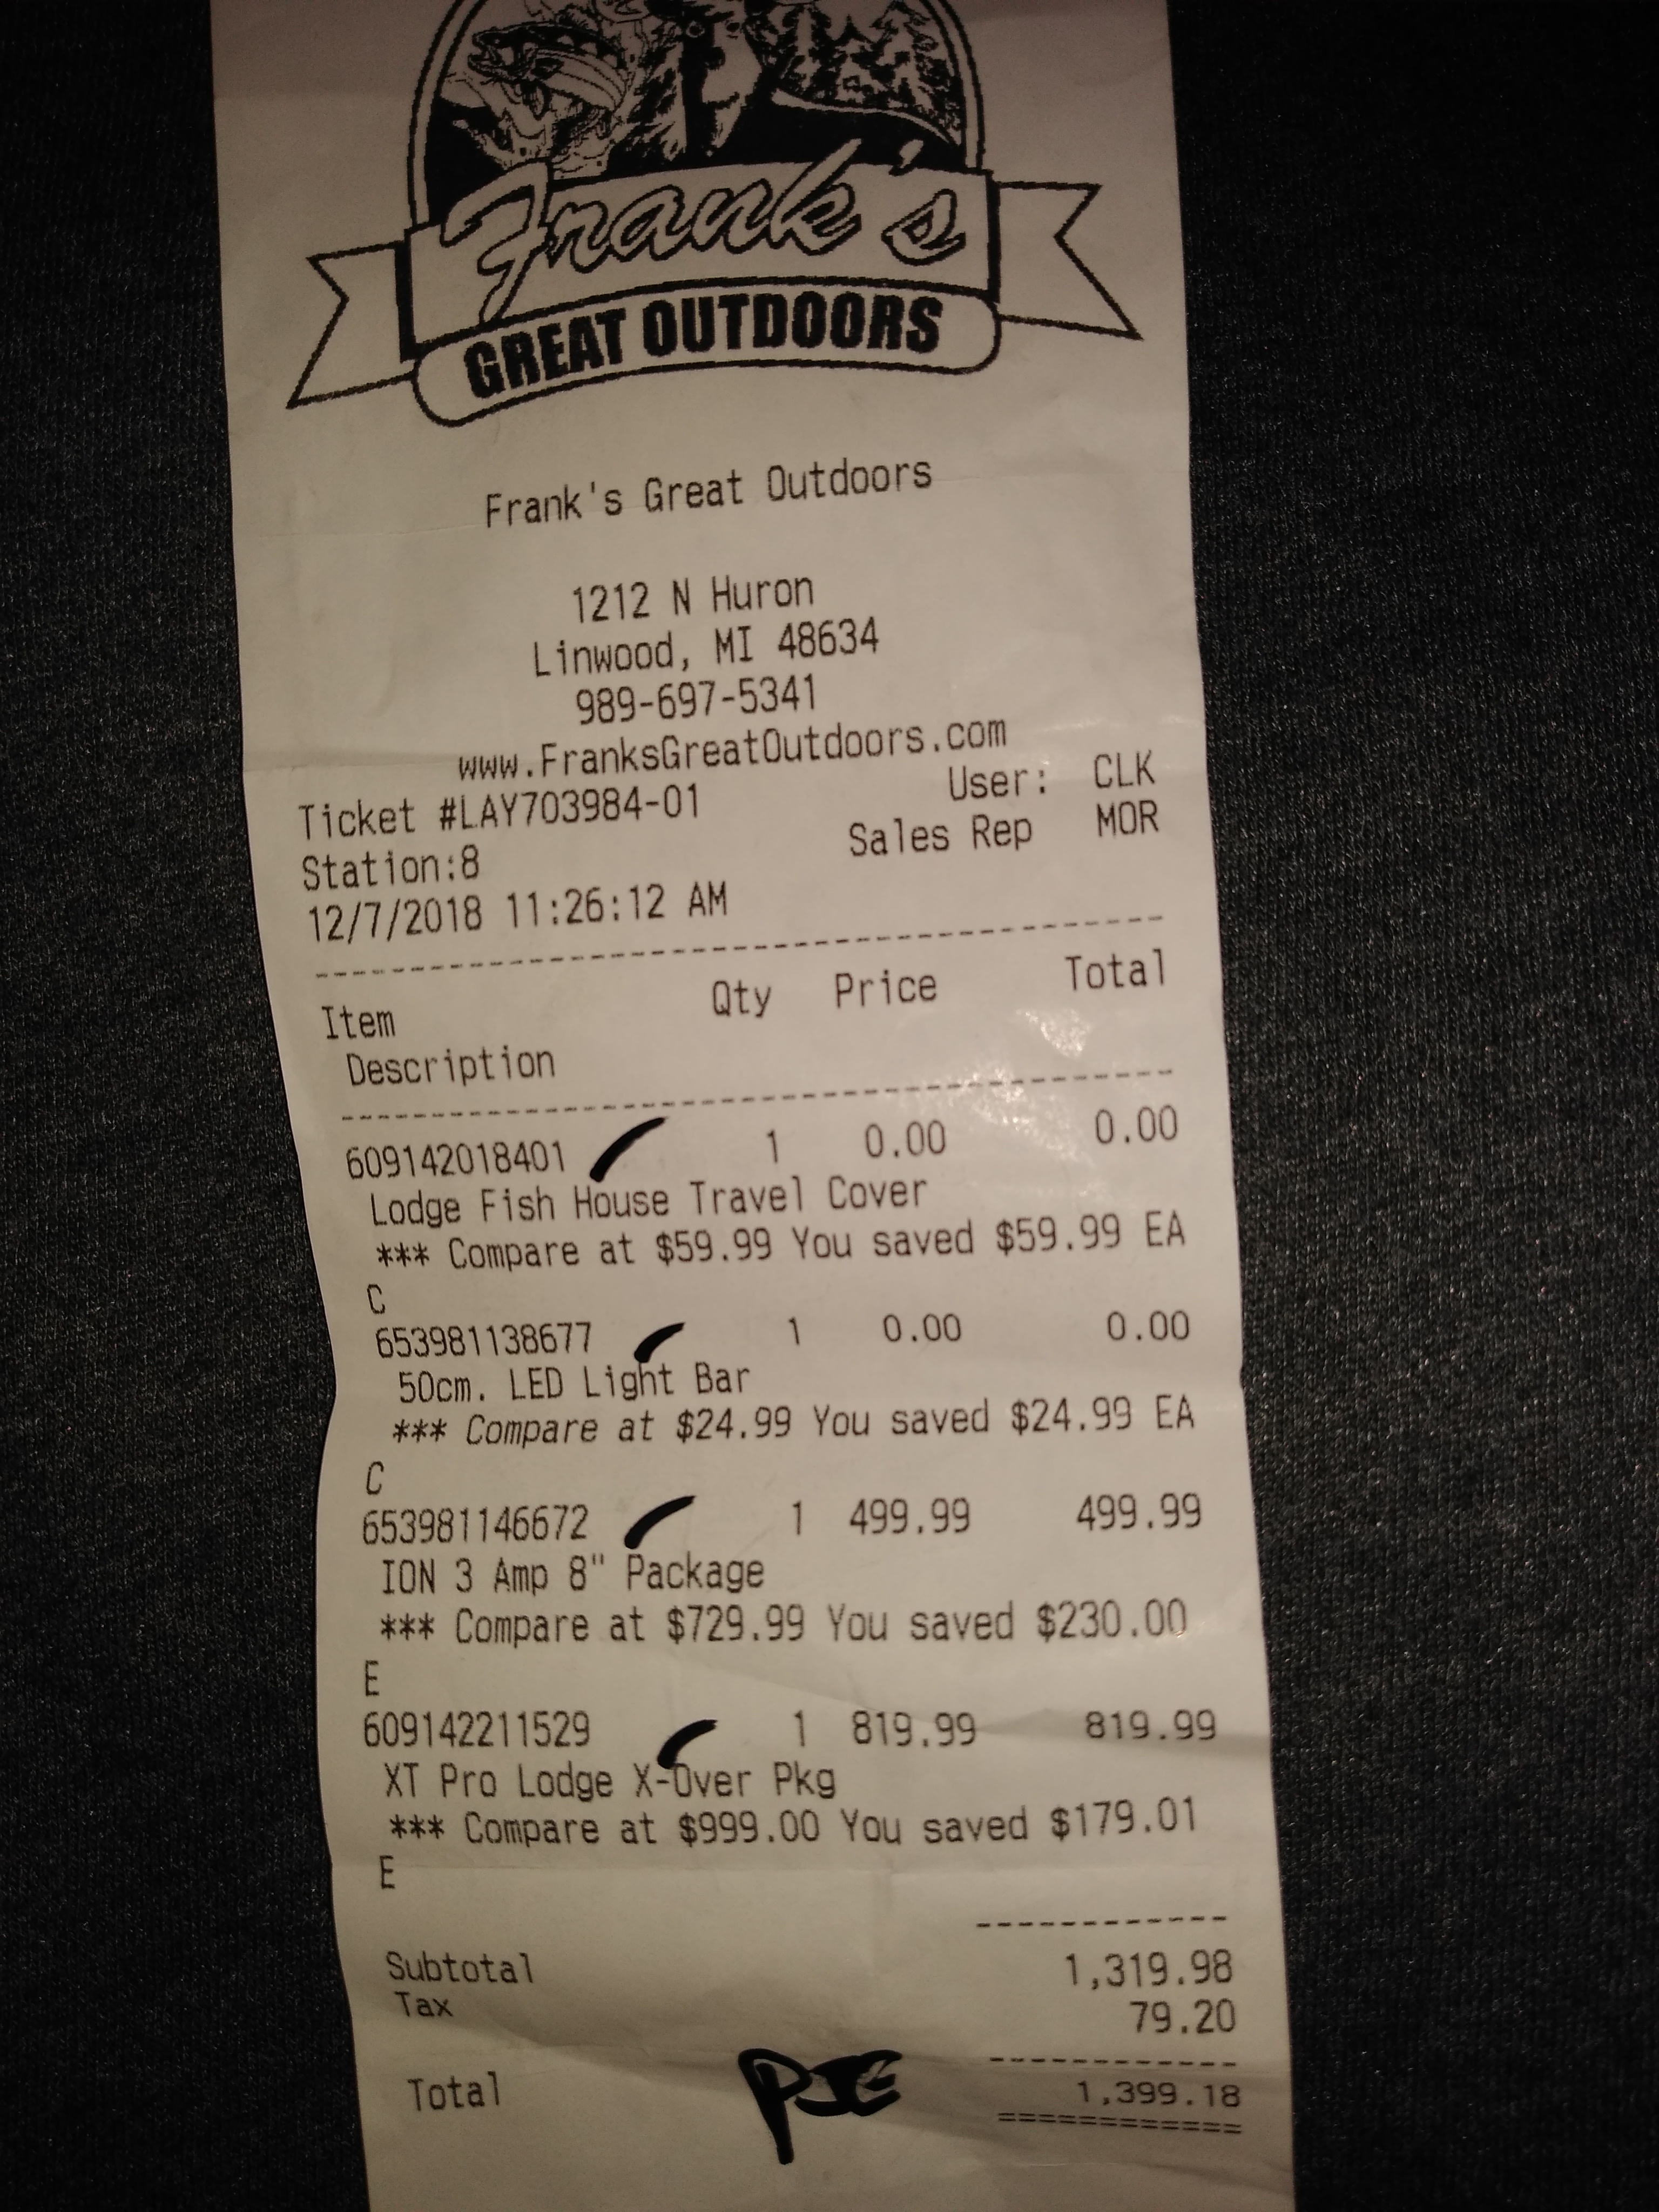 Frank's
GREAT OUTDOORS
Frank's Great Outdoors
1212 N Huron
Linwood, MI 48634
989-697-5341
www.FranksGreatOutdoors.com
Ticket #LAY703984-01 User: CLK
Station:8 Sales Rep MOR
12/7/2018 11:26:12 AM
Item Qty Price Total
Description
609142018401 1 0.00 0.00
Lodge Fish House Travel Cover
*** Compare at $59.99 You saved $59.99 EA
C
653981138677 1 0.00 0.00
50cm. LED Light Bar
*** Compare at $24.99 You saved $24.99 EA
C
653981146672 1 499.99 499.99
ION 3 Amp 8" Package
*** Compare at $729.99 You saved $230.00
E
609142211529 1 819.99 819.99
XT Pro Lodge X-Over Pkg
*** Compare at $999.00 You saved $179.01
E
Subtotal 1,319.98
Tax 79.20
Total 1,399.18